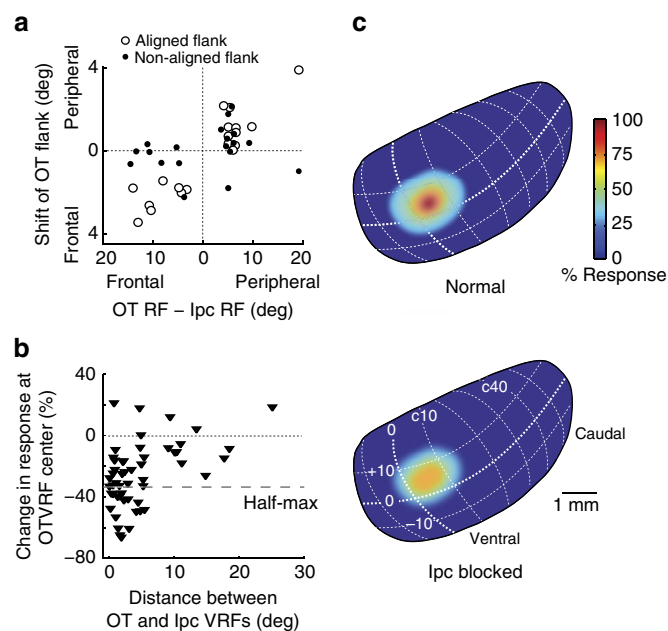 a
○ Aligned flank
• Non-aligned flank
Shift of OT flank (deg)
Peripheral
Frontal
4
0
4
20
10
0
10
20
Frontal
Peripheral
OT RF – Ipc RF (deg)
b
Change in response at
OTVRF center (%)
40
0
−40
−80
Half-max
0
10
20
30
Distance between
OT and Ipc VRFs (deg)
c
100
75
50
25
0
% Response
Normal
c40
c10
0
+10
0
−10
Caudal
1 mm
Ventral
Ipc blocked